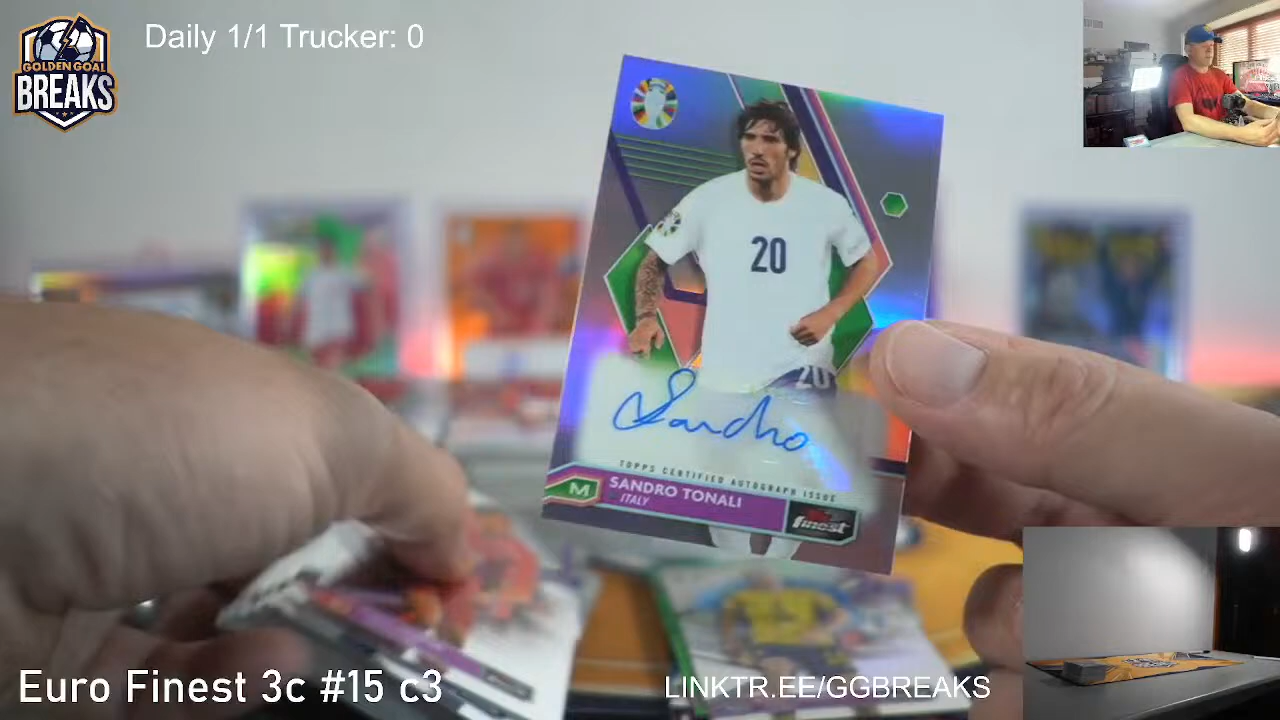 GOLDEN GOAL
BREAKS
Daily 1/1 Trucker: 0
20
20
Sandro
TOPPS CERTIFIED AUTOGRAPH ISSUE
M
SANDRO TONALI
ITALY
finest
Euro Finest 3c #15 c3
LINKTR.EE/GGBREAKS